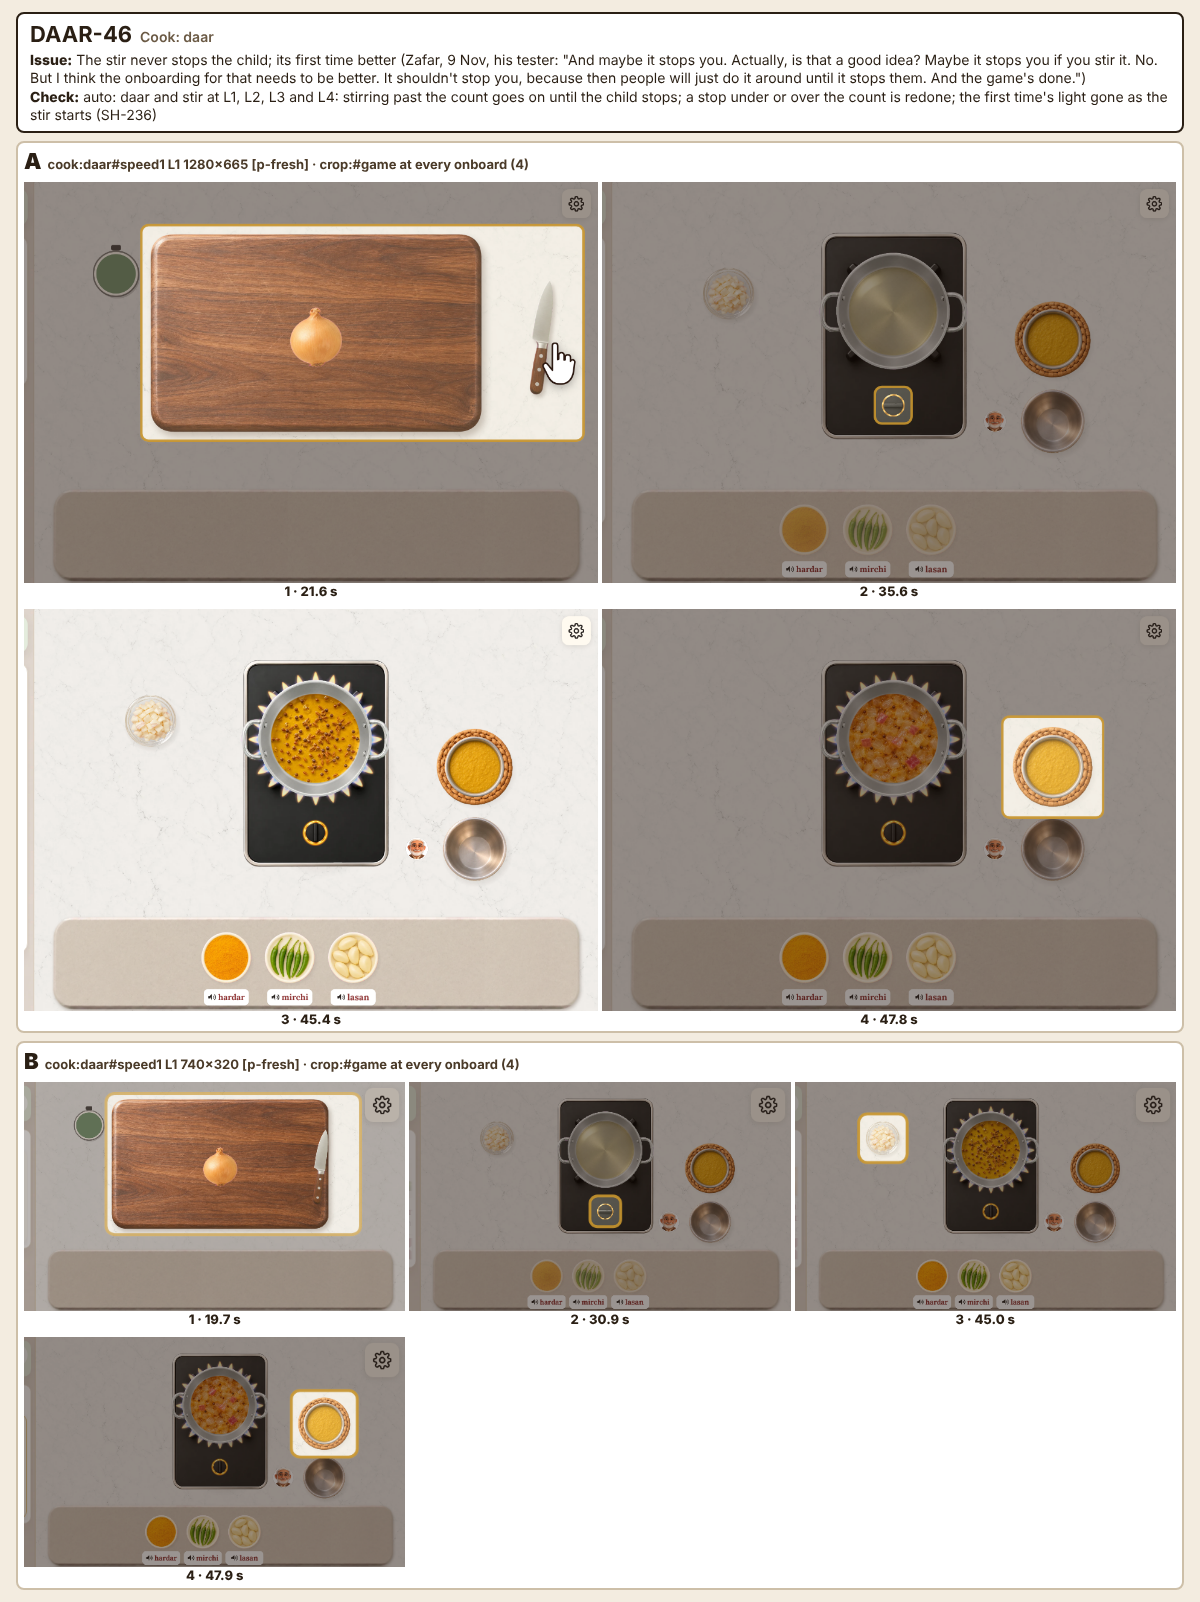 DAAR-46 Cook: daar
Issue: The stir never stops the child; its first time better (Zafar, 9 Nov, his tester: "And maybe it stops you. Actually, is that a good idea? Maybe it stops you if you stir it. No.
But I think the onboarding for that needs to be better. It shouldn't stop you, because then people will just do it around until it stops them. And the game's done.")
Check: auto: daar and stir at L1, L2, L3 and L4: stirring past the count goes on until the child stops; a stop under or over the count is redone; the first time's light gone as the
stir starts (SH-236)
A cook:daar#speed1 L1 1280×665 [p-fresh] · crop:#game at every onboard (4)
hardar mirchi lasan
1 · 21.6 s 2 · 35.6 s
hardar mirchi lasan hardar mirchi lasan
3 · 45.4 s 4 · 47.8 s
B cook:daar#speed1 L1 740×320 [p-fresh] · crop:#game at every onboard (4)
hardar mirchi lasan hardar mirchi lasan
1 · 19.7 s 2 · 30.9 s 3 · 45.0 s
hardar mirchi lasan
4 · 47.9 s